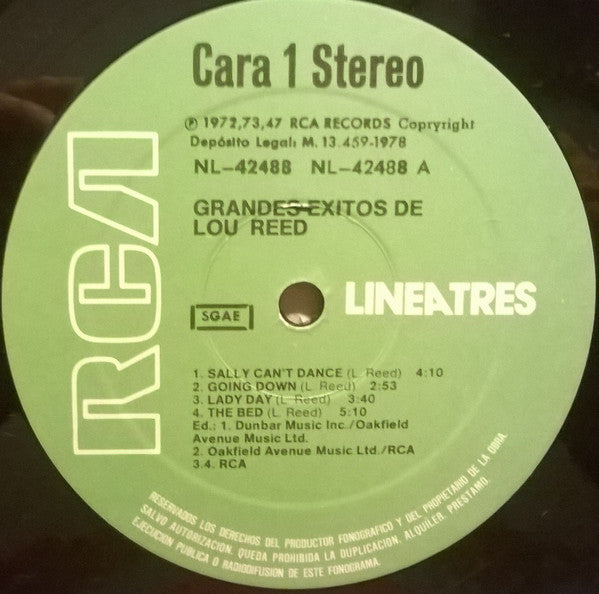 Cara 1 Stereo
℗ 1972,73,47 RCA RECORDS Copryright
Depósito Legal: M. 13.459-1978
NL-42488 NL-42488 A
GRANDES-EXITOS DE
LOU REED
RCA
LINEATRES
SGAE
1. SALLY CAN'T DANCE (L. Reed) 4:10
2. GOING DOWN (L. Reed) 2:53
3. LADY DAY (L. Reed) 3:40
4. THE BED (L. Reed) 5:10
Ed.: 1. Dunbar Music Inc./Oakfield
Avenue Music Ltd.
2. Oakfield Avenue Music Ltd./RCA
3.4. RCA
RESERVADOS LOS DERECHOS DEL PRODUCTOR FONOGRAFICO Y DEL PROPIETARIO DE LA OBRA.
SALVO AUTORIZACION, QUEDA PROHIBIDA LA DUPLICACION, ALQUILER, PRESTAMO,
EJECUCION PUBLICA O RADIODIFUSION DE ESTE FONOGRAMA.